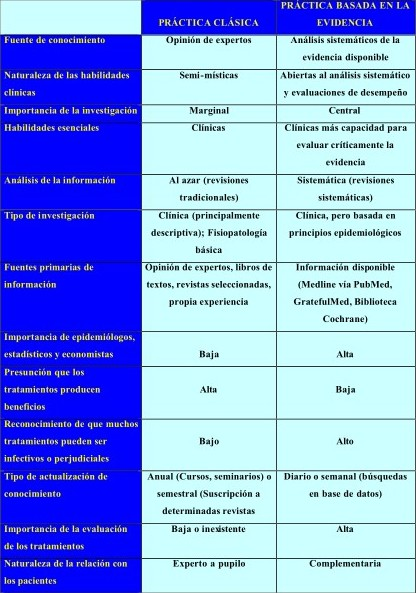 PRÁCTICA CLÁSICA
PRÁCTICA BASADA EN LA
EVIDENCIA
Fuente de conocimiento
Opinión de expertos
Análisis sistemáticos de la
evidencia disponible
Naturaleza de las habilidades
clínicas
Semi-místicas
Abiertas al análisis sistemático
y evaluaciones de desempeño
Importancia de la investigación
Marginal
Central
Habilidades esenciales
Clínicas
Clínicas más capacidad para
evaluar críticamente la
evidencia
Análisis de la información
Al azar (revisiones
tradicionales)
Sistemática (revisiones
sistemáticas)
Tipo de investigación
Clínica (principalmente
descriptiva); Fisiopatología
básica
Clínica, pero basada en
principios epidemiológicos
Fuentes primarias de
información
Opinión de expertos, libros de
textos, revistas seleccionadas,
propia experiencia
Información disponible
(Medline vía PubMed,
GratefulMed, Biblioteca
Cochrane)
Importancia de epidemiólogos,
estadísticos y economistas
Baja
Alta
Presunción que los
tratamientos producen
beneficios
Alta
Baja
Reconocimiento de que muchos
tratamientos pueden ser
infectivos o perjudiciales
Bajo
Alto
Tipo de actualización de
conocimiento
Anual (Cursos, seminarios) o
semestral (Suscripción a
determinadas revistas
Diario o semanal (búsquedas
en base de datos)
Importancia de la evaluación
de los tratamientos
Baja o inexistente
Alta
Naturaleza de la relación con
los pacientes
Experto a pupilo
Complementaria